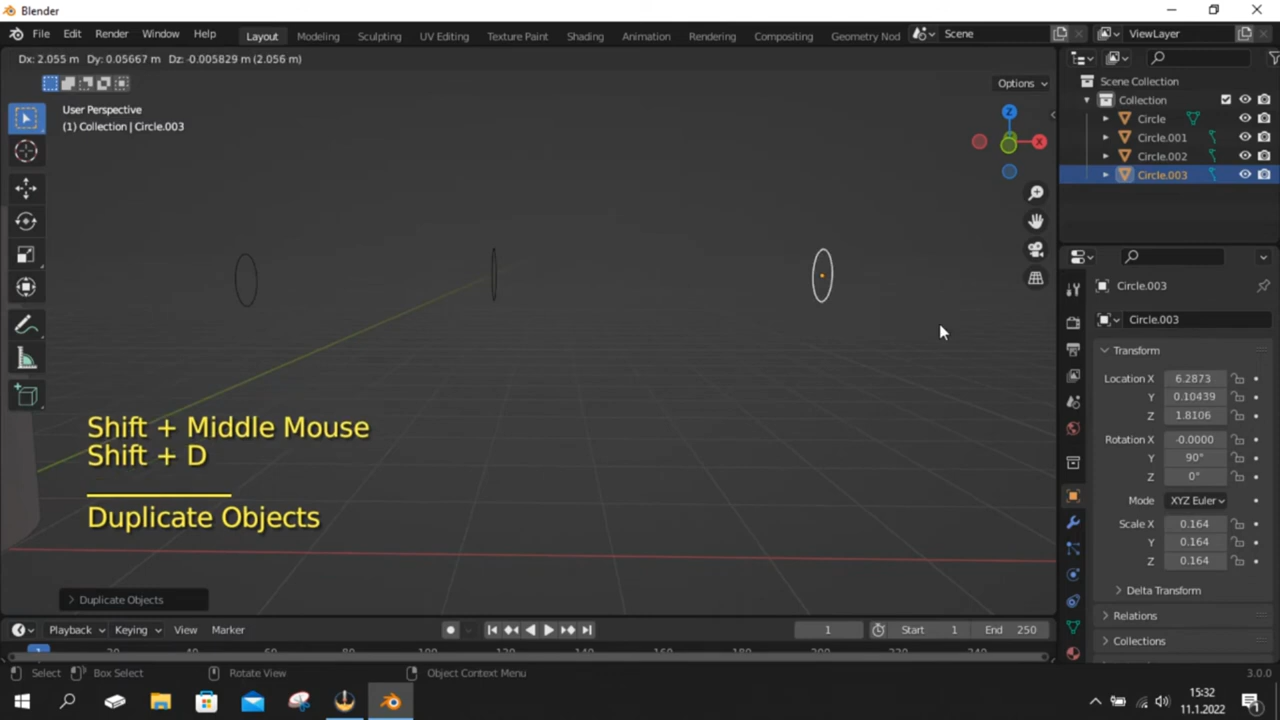 Blender
File Edit Render Window Help Layout Modeling Sculpting UV Editing Texture Paint Shading Animation Rendering Compositing Geometry Nod Scene ViewLayer
Dx: 2.055 m Dy: 0.05667 m Dz: -0.005829 m (2.056 m)
Options
User Perspective
(1) Collection | Circle.003
Z
X
Shift + Middle Mouse
Shift + D
Duplicate Objects
Duplicate Objects
Scene Collection
Collection
Circle
Circle.001
Circle.002
Circle.003
Circle.003
Circle.003
Transform
Location X 6.2873
Y 0.10439
Z 1.8106
Rotation X -0.0000
Y 90°
Z 0°
Mode XYZ Euler
Scale X 0.164
Y 0.164
Z 0.164
Delta Transform
Relations
Collections
Playback Keying View Marker 1 Start 1 End 250
Select Box Select Rotate View Object Context Menu 3.0.0
15:32
11.1.2022